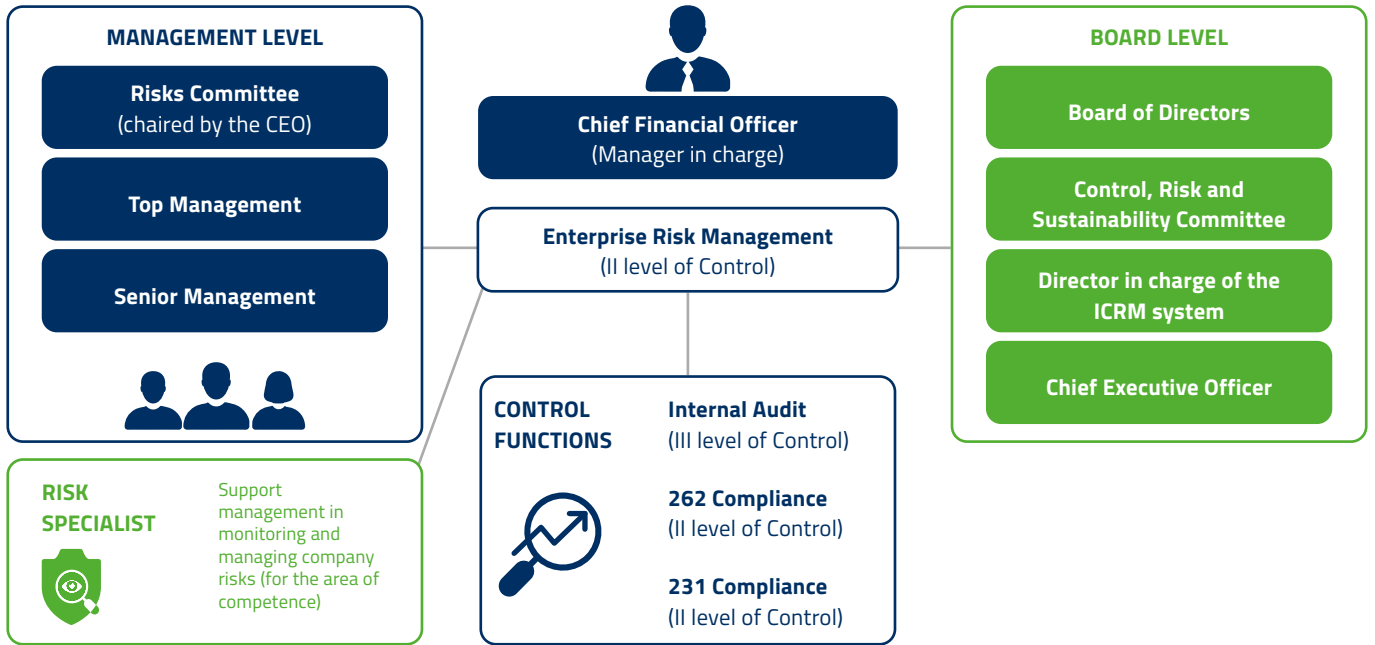 MANAGEMENT LEVEL
Risks Committee
(chaired by the CEO)
Top Management
Senior Management
Chief Financial Officer
(Manager in charge)
Enterprise Risk Management
(II level of Control)
BOARD LEVEL
Board of Directors
Control, Risk and
Sustainability Committee
Director in charge of the
ICRM system
Chief Executive Officer
RISK
SPECIALIST
Support
management in
monitoring and
managing company
risks (for the area of
competence)
CONTROL
FUNCTIONS
Internal Audit
(III level of Control)
262 Compliance
(II level of Control)
231 Compliance
(II level of Control)